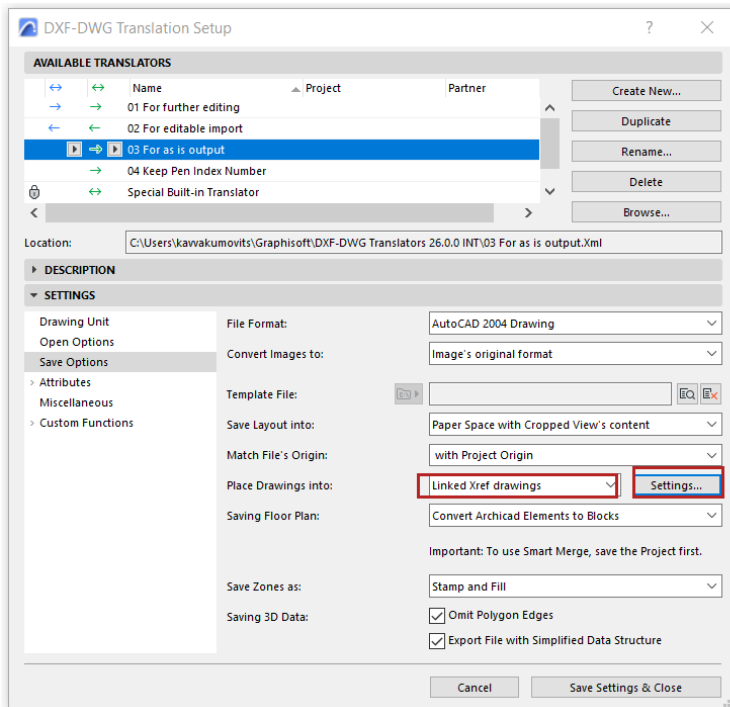 DXF-DWG Translation Setup
?
AVAILABLE TRANSLATORS
Name Project Partner
01 For further editing
02 For editable import
03 For as is output
04 Keep Pen Index Number
Special Built-in Translator
Create New...
Duplicate
Rename...
Delete
Browse...
Location: C:\Users\kavvakumovits\Graphisoft\DXF-DWG Translators 26.0.0 INT\03 For as is output.Xml
DESCRIPTION
SETTINGS
Drawing Unit
Open Options
Save Options
Attributes
Miscellaneous
Custom Functions
File Format: AutoCAD 2004 Drawing
Convert Images to: Image's original format
Template File:
Save Layout into: Paper Space with Cropped View's content
Match File's Origin: with Project Origin
Place Drawings into: Linked Xref drawings Settings...
Saving Floor Plan: Convert Archicad Elements to Blocks
Important: To use Smart Merge, save the Project first.
Save Zones as: Stamp and Fill
Saving 3D Data: Omit Polygon Edges
Export File with Simplified Data Structure
Cancel Save Settings & Close